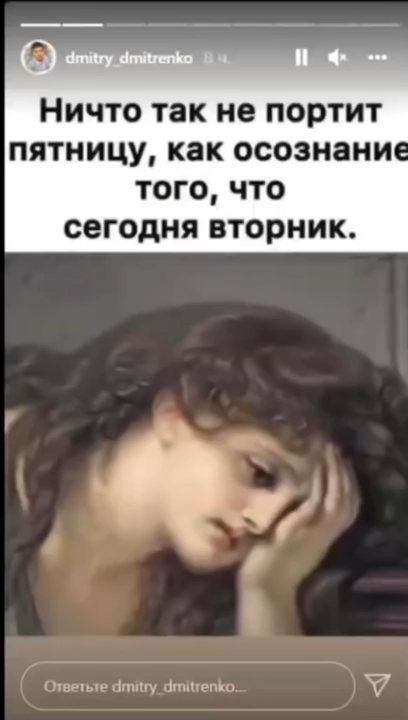 dmitry_dmitrenko 8 ч.
Ничто так не портит
пятницу, как осознание
того, что
сегодня вторник.
Ответьте dmitry_dmitrenko...